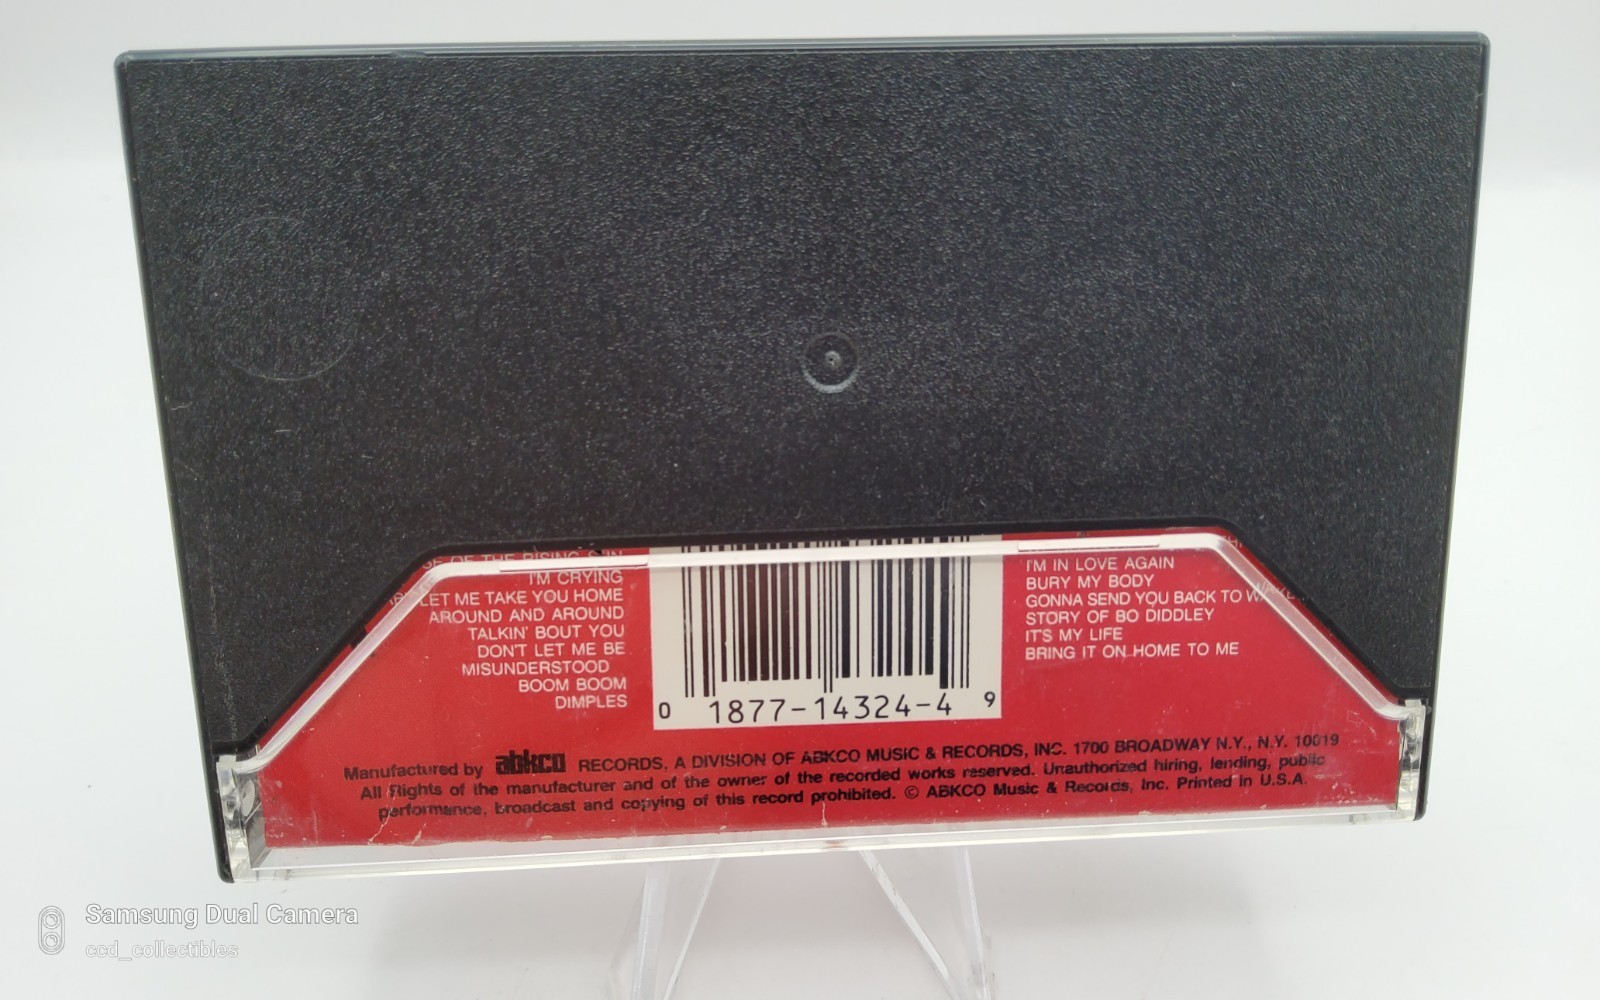 OF THE RISING SUN
I'M CRYING
LET ME TAKE YOU HOME
AROUND AND AROUND
TALKIN' BOUT YOU
DON'T LET ME BE
MISUNDERSTOOD
BOOM BOOM
DIMPLES
0 1877-14324-4 9
I'M IN LOVE AGAIN
BURY MY BODY
GONNA SEND YOU BACK TO
STORY OF BO DIDDLEY
IT'S MY LIFE
BRING IT ON HOME TO ME
Manufactured by abkco RECORDS, A DIVISION OF ABKCO MUSIC & RECORDS, INC. 1700 BROADWAY N.Y., N.Y. 10019
All Rights of the manufacturer and of the owner of the recorded works reserved. Unauthorized hiring, lending, public
performance, broadcast and copying of this record prohibited. © ABKCO Music & Records, Inc. Printed in U.S.A.
Samsung Dual Camera
ccd_collectibles